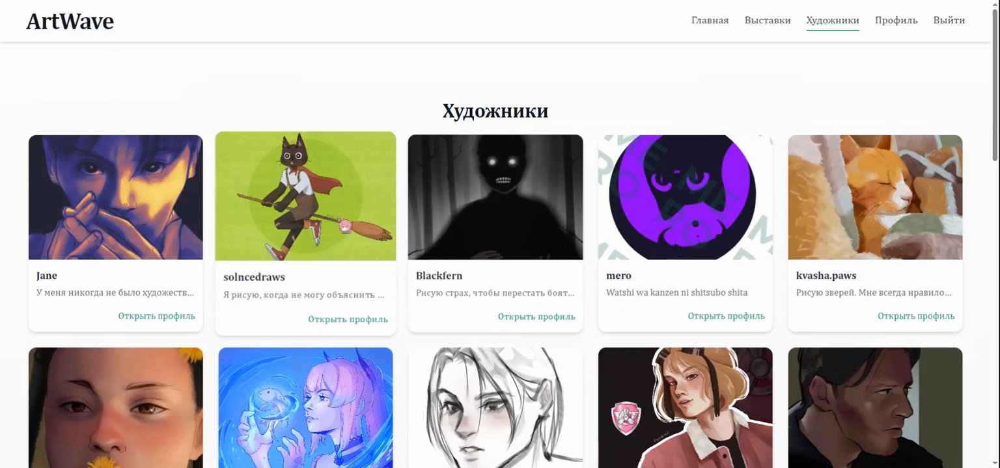 ArtWave
Главная Выставки Художники Профиль Выйти
Художники
Jane
У меня никогда не было художеств...
Открыть профиль
solncedraws
Я рисую, когда не могу объяснить ...
Открыть профиль
Blackfern
Рисую страх, чтобы перестать боят...
Открыть профиль
mero
Watshi wa kanzen ni shitsubo shita
Открыть профиль
kvasha.paws
Рисую зверей. Мне всегда нравило...
Открыть профиль